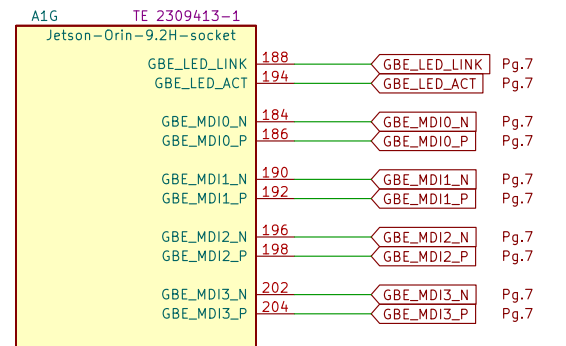 A1G TE 2309413-1
Jetson-Orin-9.2H-socket
GBE_LED_LINK 188 GBE_LED_LINK Pg.7
GBE_LED_ACT 194 GBE_LED_ACT Pg.7
GBE_MDI0_N 184 GBE_MDI0_N Pg.7
GBE_MDI0_P 186 GBE_MDI0_P Pg.7
GBE_MDI1_N 190 GBE_MDI1_N Pg.7
GBE_MDI1_P 192 GBE_MDI1_P Pg.7
GBE_MDI2_N 196 GBE_MDI2_N Pg.7
GBE_MDI2_P 198 GBE_MDI2_P Pg.7
GBE_MDI3_N 202 GBE_MDI3_N Pg.7
GBE_MDI3_P 204 GBE_MDI3_P Pg.7